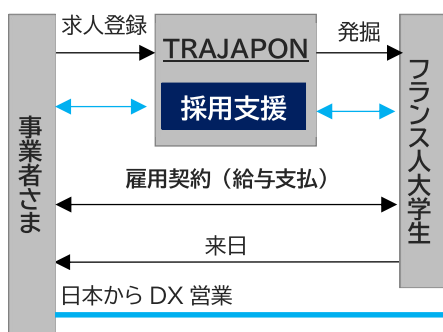 求人登録
TRAJAPON
発掘
採用支援
事業者さま
フランス人大学生
雇用契約（給与支払）
来日
日本から DX 営業